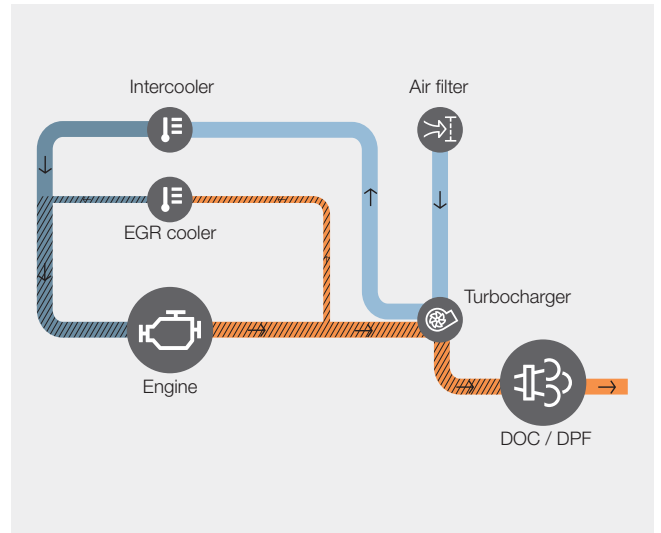 Intercooler
Air filter
EGR cooler
Turbocharger
Engine
DOC / DPF